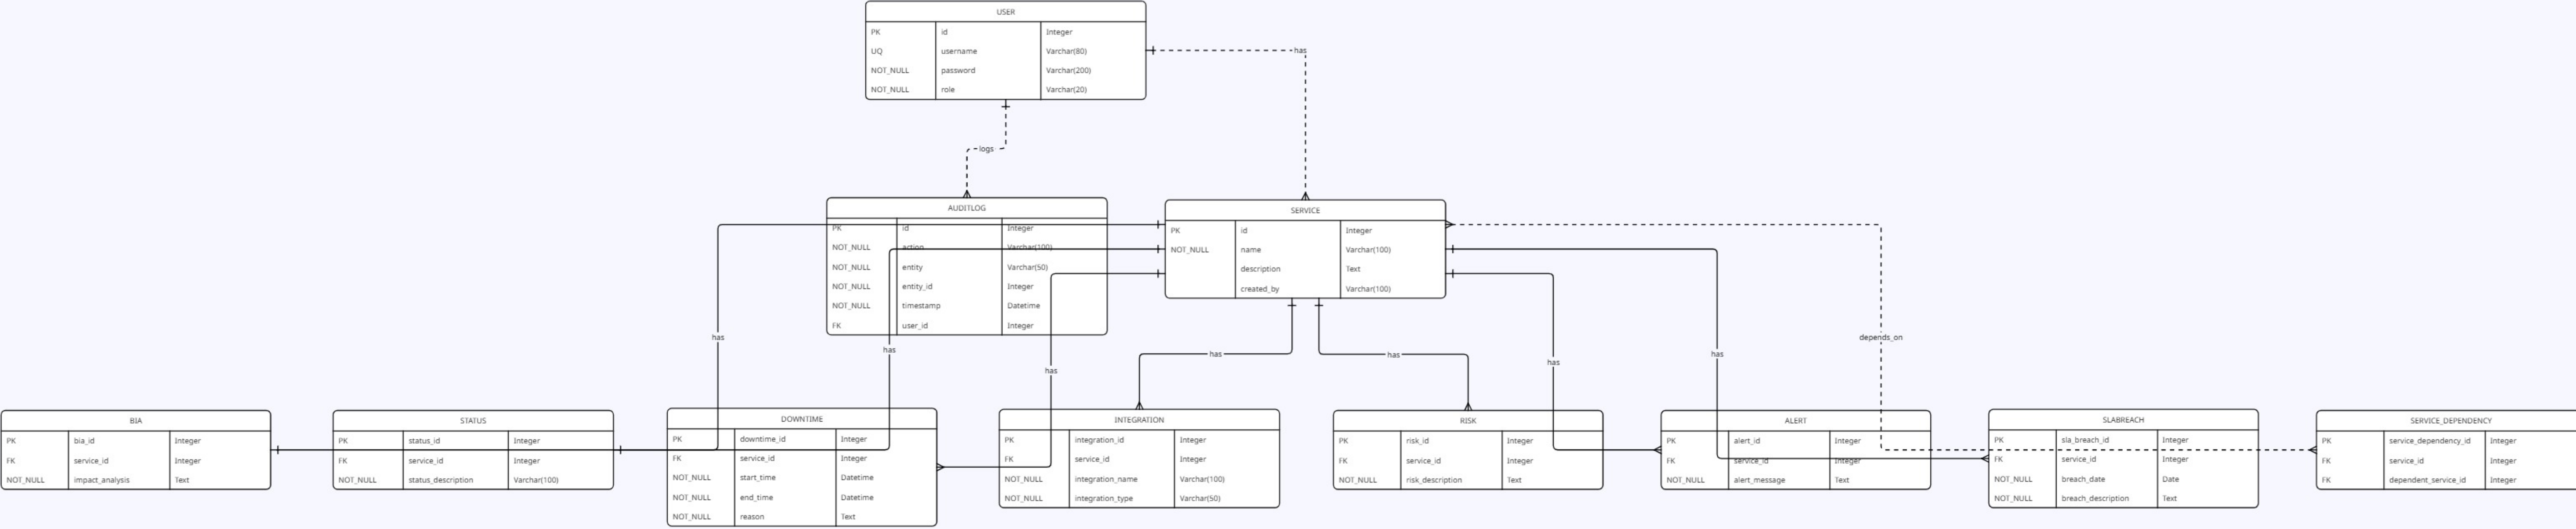 USER
PK id Integer
UQ username Varchar(80)
NOT_NULL password Varchar(200)
NOT_NULL role Varchar(20)
has
logs
AUDITLOG
PK id Integer
NOT_NULL action Varchar(100)
NOT_NULL entity Varchar(50)
NOT_NULL entity_id Integer
NOT_NULL timestamp Datetime
FK user_id Integer
SERVICE
PK id Integer
NOT_NULL name Varchar(100)
description Text
created_by Varchar(100)
has
has
has
has
has
has
has
depends_on
BIA
PK bia_id Integer
FK service_id Integer
NOT_NULL impact_analysis Text
STATUS
PK status_id Integer
FK service_id Integer
NOT_NULL status_description Varchar(100)
DOWNTIME
PK downtime_id Integer
FK service_id Integer
NOT_NULL start_time Datetime
NOT_NULL end_time Datetime
NOT_NULL reason Text
INTEGRATION
PK integration_id Integer
FK service_id Integer
NOT_NULL integration_name Varchar(100)
NOT_NULL integration_type Varchar(50)
RISK
PK risk_id Integer
FK service_id Integer
NOT_NULL risk_description Text
ALERT
PK alert_id Integer
FK service_id Integer
NOT_NULL alert_message Text
SLABREACH
PK sla_breach_id Integer
FK service_id Integer
NOT_NULL breach_date Date
NOT_NULL breach_description Text
SERVICE_DEPENDENCY
PK service_dependency_id Integer
FK service_id Integer
FK dependent_service_id Integer